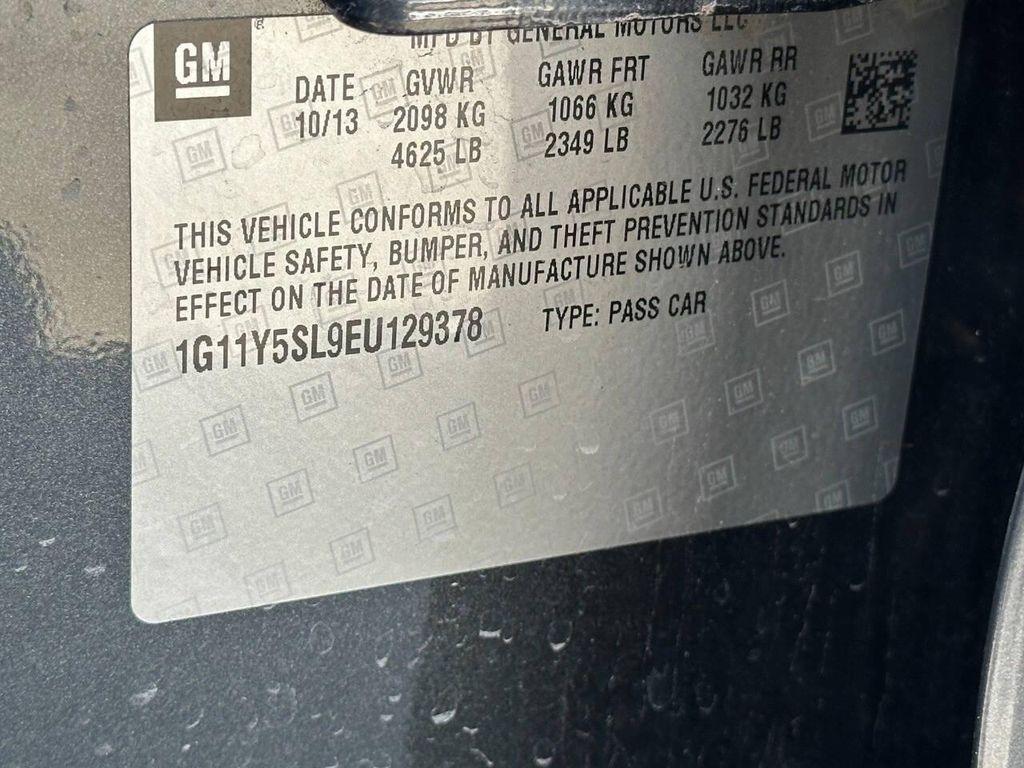 GM
MFD BY GENERAL MOTORS LLC
DATE GVWR GAWR FRT GAWR RR
10/13 2098 KG 1066 KG 1032 KG
4625 LB 2349 LB 2276 LB
THIS VEHICLE CONFORMS TO ALL APPLICABLE U.S. FEDERAL MOTOR
VEHICLE SAFETY, BUMPER, AND THEFT PREVENTION STANDARDS IN
EFFECT ON THE DATE OF MANUFACTURE SHOWN ABOVE.
1G11Y5SL9EU129378 TYPE: PASS CAR